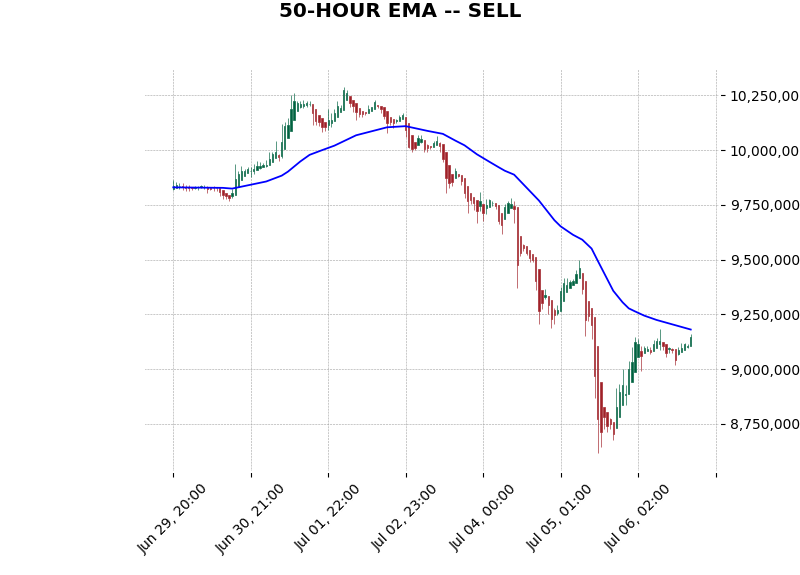 50-HOUR EMA -- SELL
10,250,00
10,000,00
9,750,000
9,500,000
9,250,000
9,000,000
8,750,000
Jun 29, 20:00
Jun 30, 21:00
Jul 01, 22:00
Jul 02, 23:00
Jul 04, 00:00
Jul 05, 01:00
Jul 06, 02:00